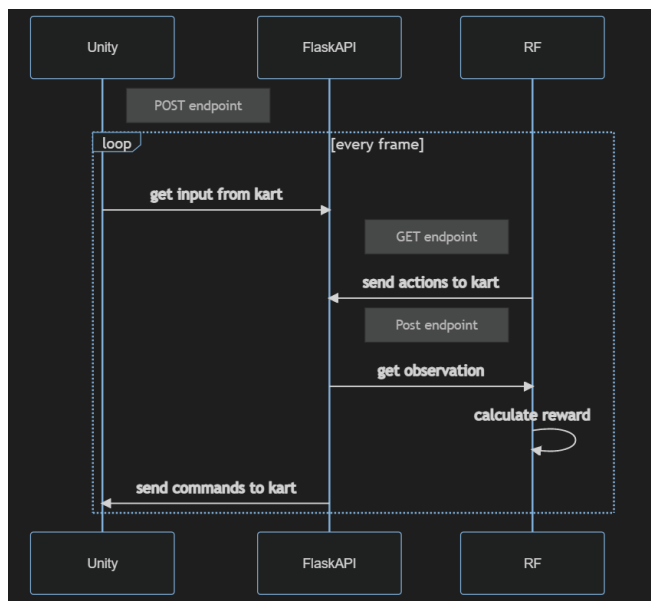 Unity
FlaskAPI
RF
POST endpoint
loop
[every frame]
get input from kart
GET endpoint
send actions to kart
Post endpoint
get observation
calculate reward
send commands to kart
Unity
FlaskAPI
RF